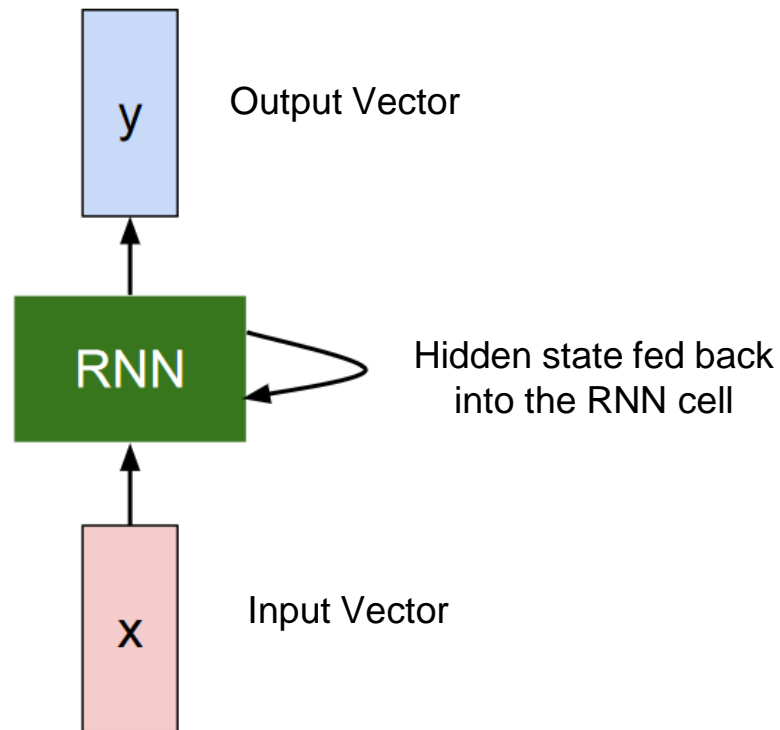 y
Output Vector
RNN
Hidden state fed back
into the RNN cell
x
Input Vector